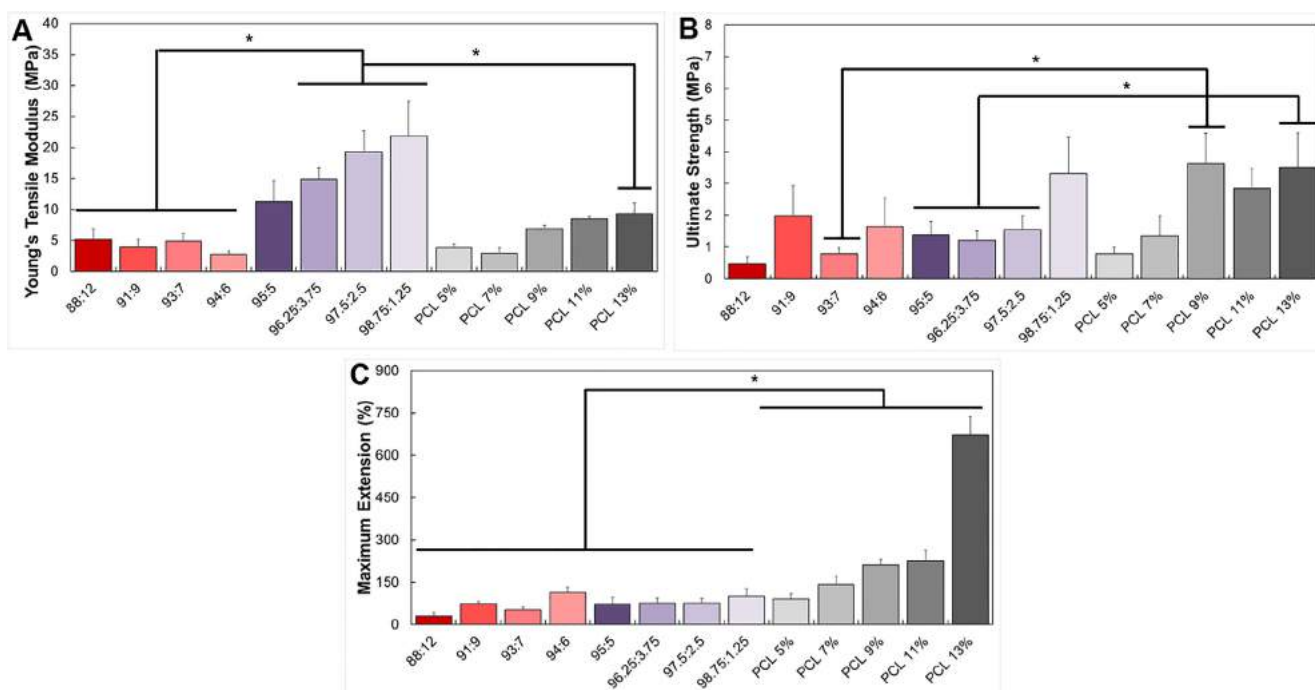 A
Young's Tensile Modulus (MPa)
40
35
30
25
20
15
10
5
0
*
*
88:12
91:9
93:7
94:6
95:5
96.25:3.75
97.5:2.5
98.75:1.25
PCL 5%
PCL 7%
PCL 9%
PCL 11%
PCL 13%
B
Ultimate Strength (MPa)
8
7
6
5
4
3
2
1
0
*
*
88:12
91:9
93:7
94:6
95:5
96.25:3.75
97.5:2.5
98.75:1.25
PCL 5%
PCL 7%
PCL 9%
PCL 11%
PCL 13%
C
Maximum Extension (%)
900
750
600
450
300
150
0
*
88:12
91:9
93:7
94:6
95:5
96.25:3.75
97.5:2.5
98.75:1.25
PCL 5%
PCL 7%
PCL 9%
PCL 11%
PCL 13%